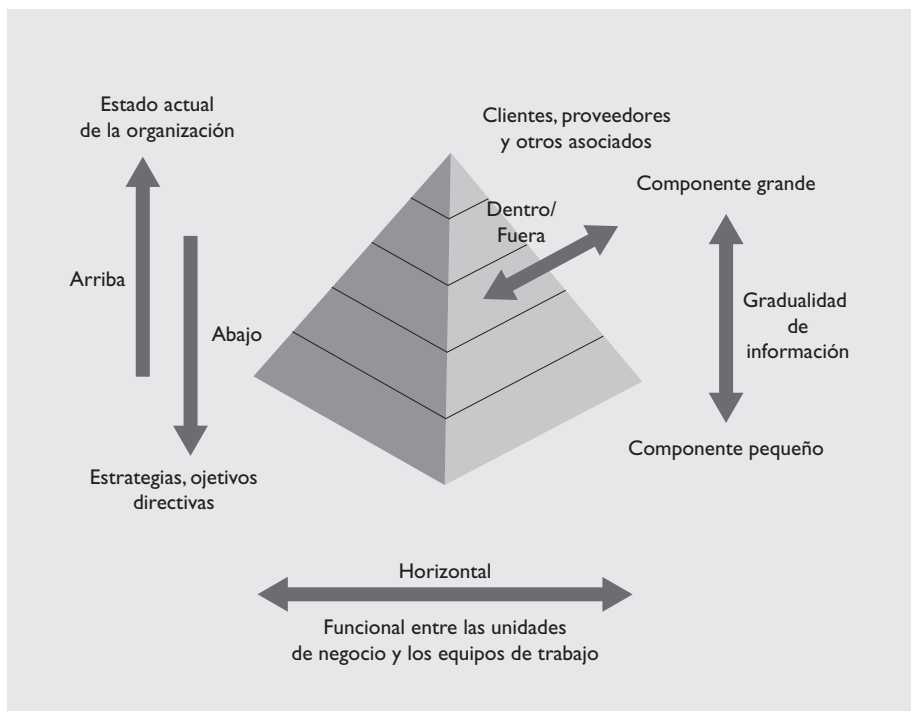 Estado actual
de la organización
Clientes, proveedores
y otros asociados
Componente grande
Dentro/
Fuera
Arriba
Abajo
Gradualidad
de
información
Componente pequeño
Estrategias, ojetivos
directivas
Horizontal
Funcional entre las unidades
de negocio y los equipos de trabajo